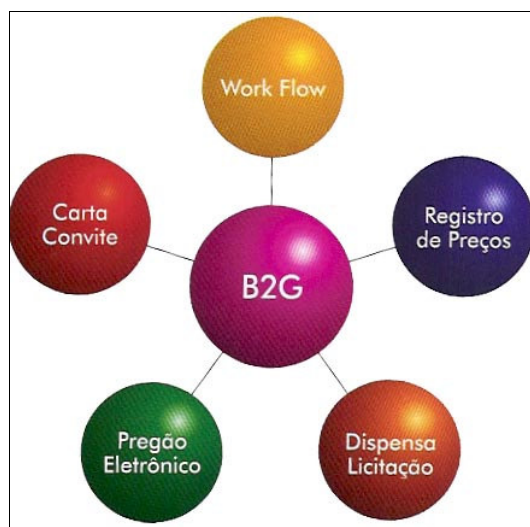 Work Flow
Carta
Convite
Registro
de Preços
B2G
Pregão
Eletrônico
Dispensa
Licitação